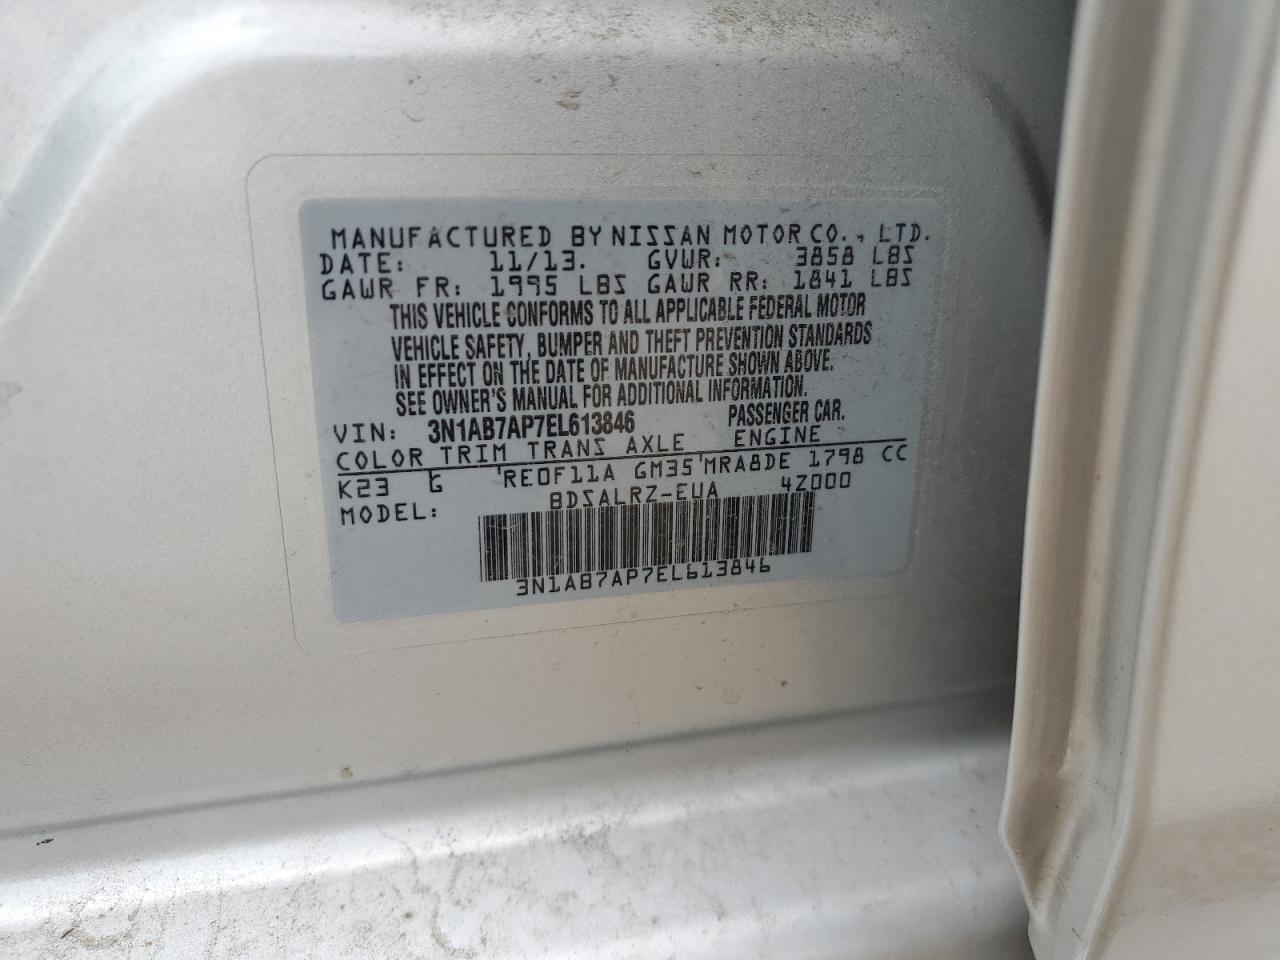 MANUFACTURED BY NISSAN MOTOR CO., LTD.
DATE: 11/13. GVWR: 3858 LBS
GAWR FR: 1995 LBS GAWR RR: 1841 LBS
THIS VEHICLE CONFORMS TO ALL APPLICABLE FEDERAL MOTOR
VEHICLE SAFETY, BUMPER AND THEFT PREVENTION STANDARDS
IN EFFECT ON THE DATE OF MANUFACTURE SHOWN ABOVE.
SEE OWNER'S MANUAL FOR ADDITIONAL INFORMATION.
VIN: 3N1AB7AP7EL613846 PASSENGER CAR.
COLOR TRIM TRANS AXLE ENGINE
K23 G RE0F11A GM35 MRA8DE 1798 CC
MODEL: BDSALRZ-EUA 4Z000
3N1AB7AP7EL613846